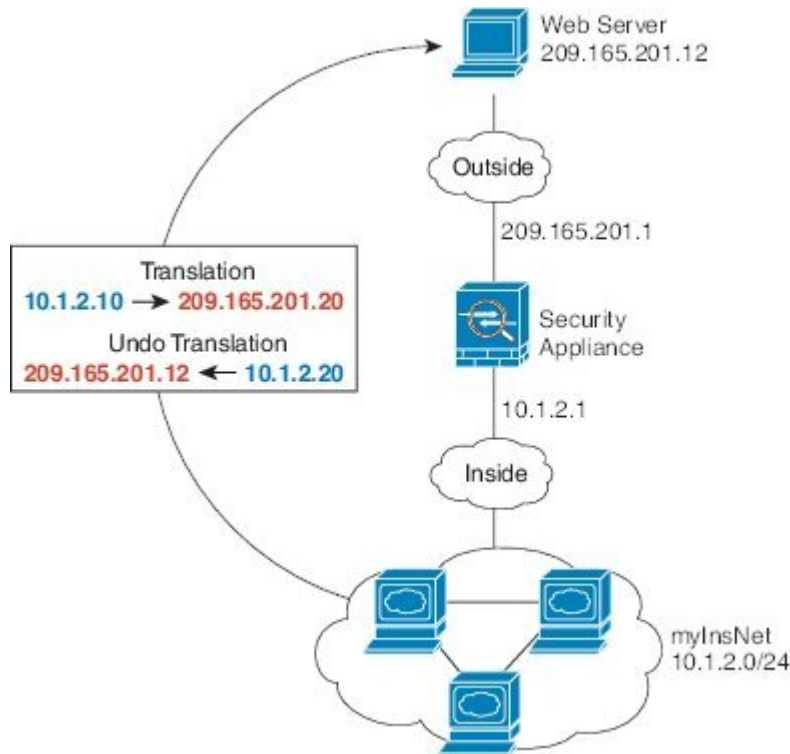 Web Server
209.165.201.12
Outside
209.165.201.1
Translation
10.1.2.10 → 209.165.201.20
Undo Translation
209.165.201.12 ← 10.1.2.20
Security
Appliance
10.1.2.1
Inside
myInsNet
10.1.2.0/24